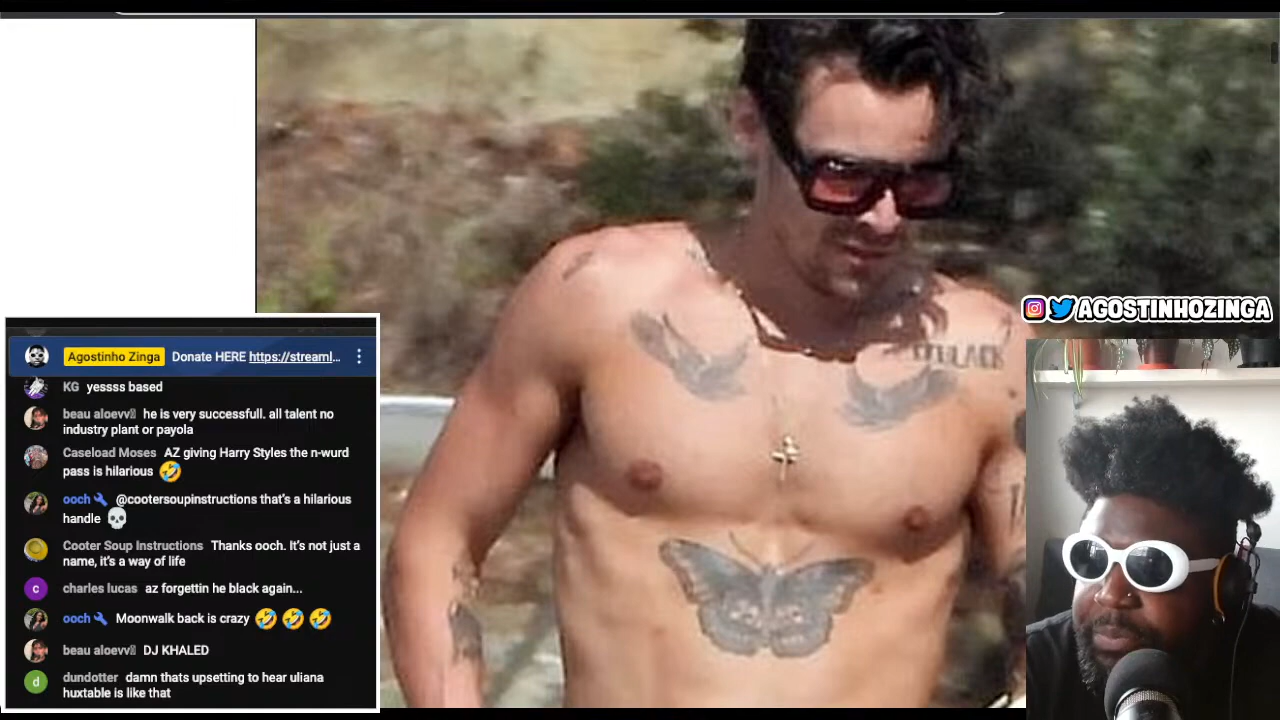 AGOSTINHOZINGA
Agostinho Zinga Donate HERE https://streaml...
KG yessss based
beau aloevv he is very successfull. all talent no
industry plant or payola
Caseload Moses AZ giving Harry Styles the n-wurd
pass is hilarious 🤣
ooch @cootersoupinstructions that's a hilarious
handle 💀
Cooter Soup Instructions Thanks ooch. It's not just a
name, it's a way of life
c charles lucas az forgettin he black again...
ooch Moonwalk back is crazy 🤣 🤣 🤣
beau aloevv DJ KHALED
d dundotter damn thats upsetting to hear uliana
huxtable is like that